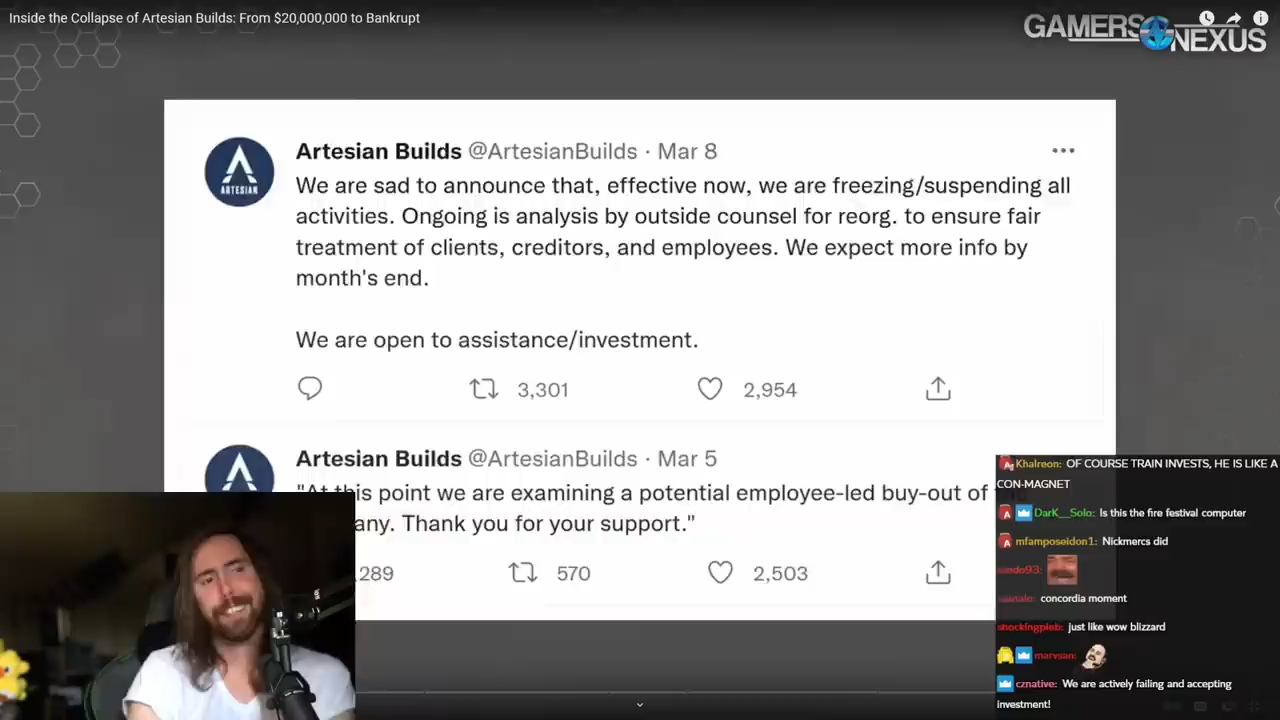 Inside the Collapse of Artesian Builds: From $20,000,000 to Bankrupt
GAMERS NEXUS
ARTESIAN
Artesian Builds @ArtesianBuilds · Mar 8
We are sad to announce that, effective now, we are freezing/suspending all
activities. Ongoing is analysis by outside counsel for reorg. to ensure fair
treatment of clients, creditors, and employees. We expect more info by
month's end.
We are open to assistance/investment.
3,301
2,954
Artesian Builds @ArtesianBuilds · Mar 5
"At this point we are examining a potential employee-led buy-out of
any. Thank you for your support."
,289
570
2,503
Khalreon: OF COURSE TRAIN INVESTS, HE IS LIKE A
CON-MAGNET
DarK__Solo: Is this the fire festival computer
mfamposeidon1: Nickmercs did
concordia moment
shockingpleb: just like wow blizzard
marvsan:
cznative: We are actively failing and accepting
investment!